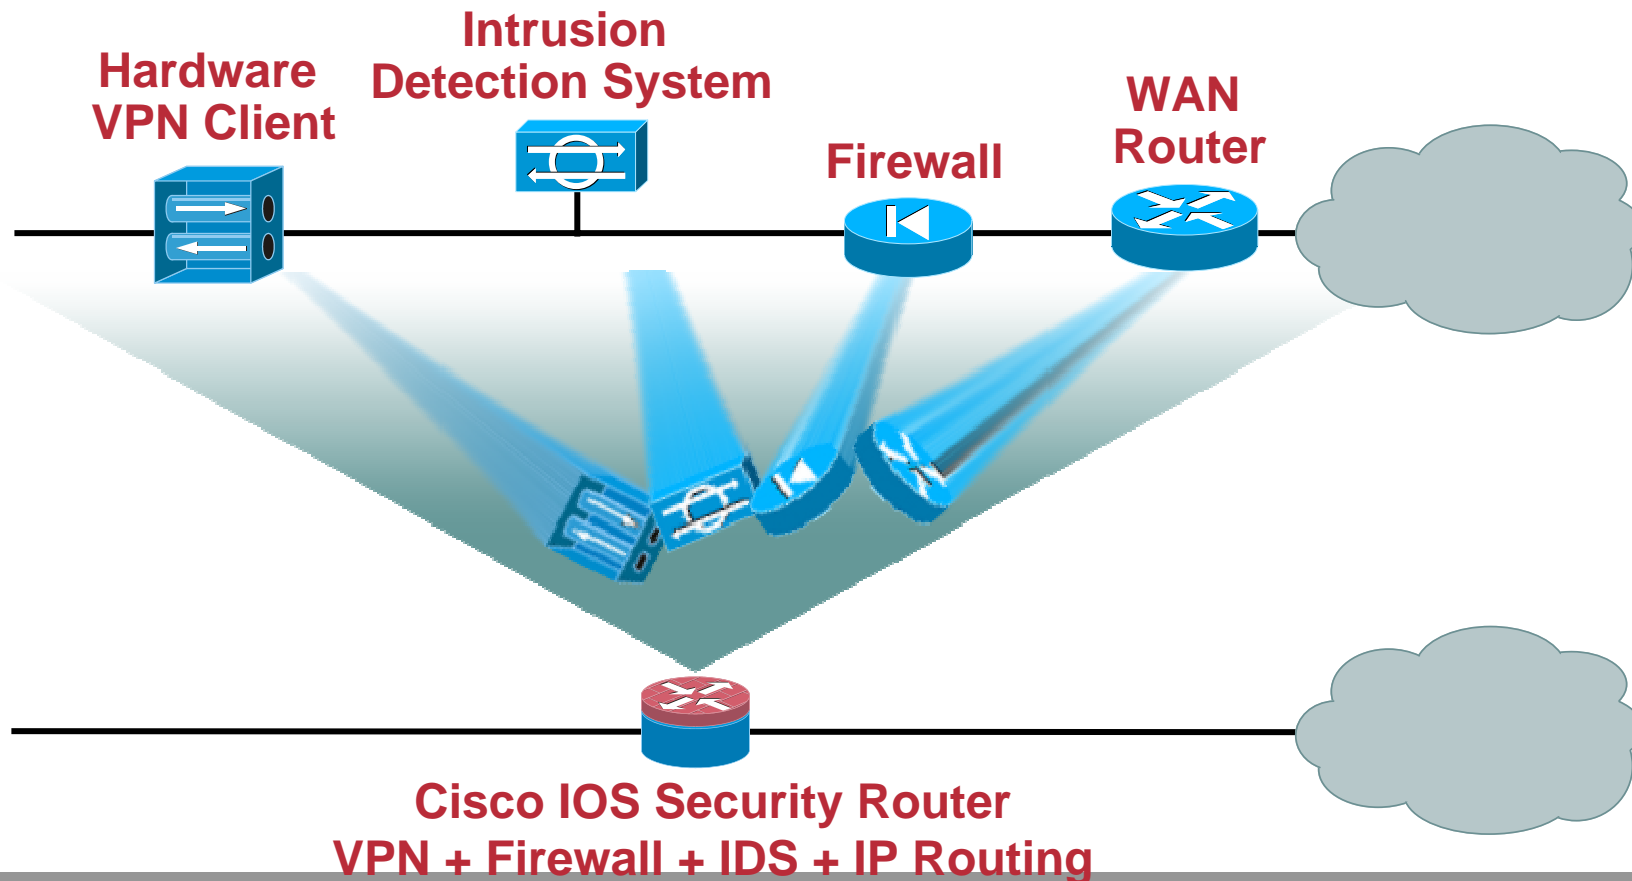 Hardware
VPN Client
Intrusion
Detection System
Firewall
WAN
Router
Cisco IOS Security Router
VPN + Firewall + IDS + IP Routing